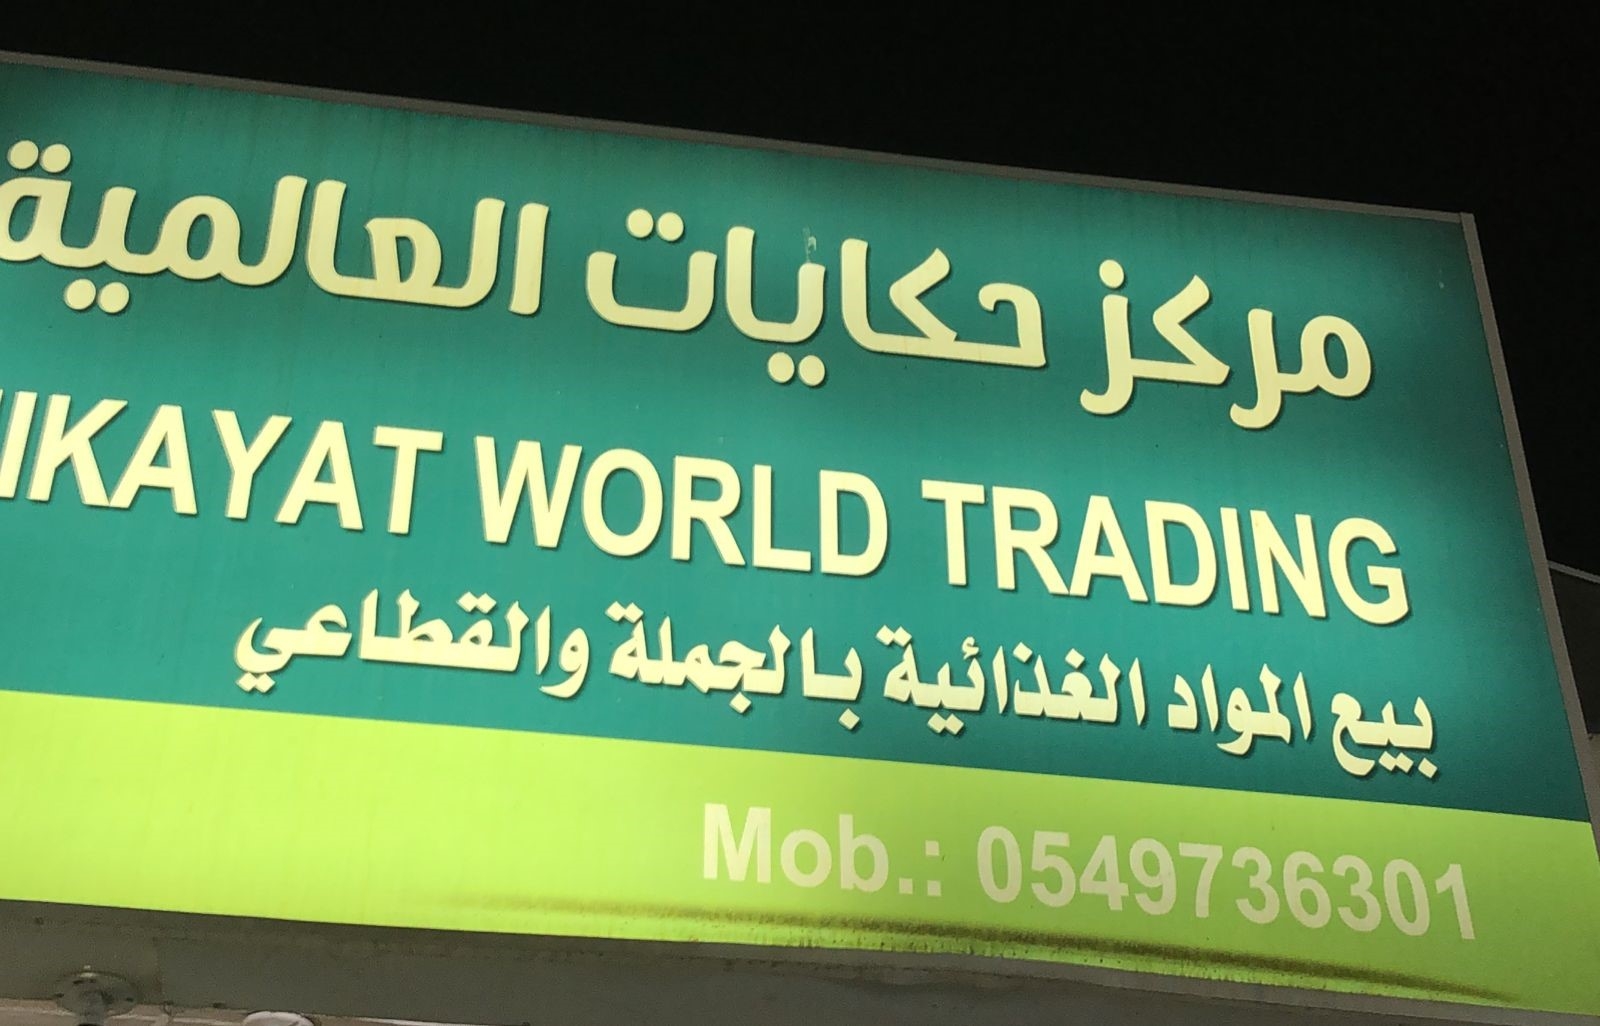 مركز حكايات العالمية
IKAYAT WORLD TRADING
بيع المواد الغذائية بالجملة والقطاعي
Mob.: 0549736301